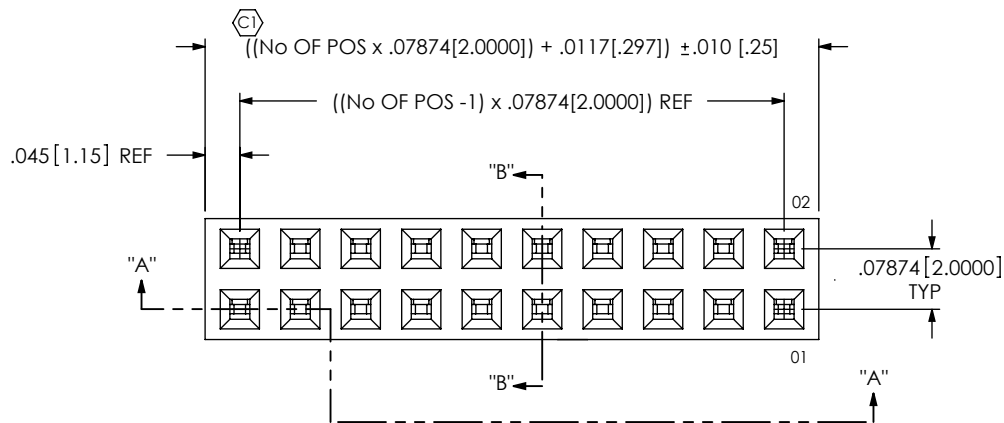 C1
((No OF POS x .07874[2.0000]) + .0117[.297]) ±.010 [.25]
((No OF POS -1) x .07874[2.0000]) REF
.045[1.15] REF
"B"
02
"A"
.07874[2.0000]
TYP
01
"B"
"A"